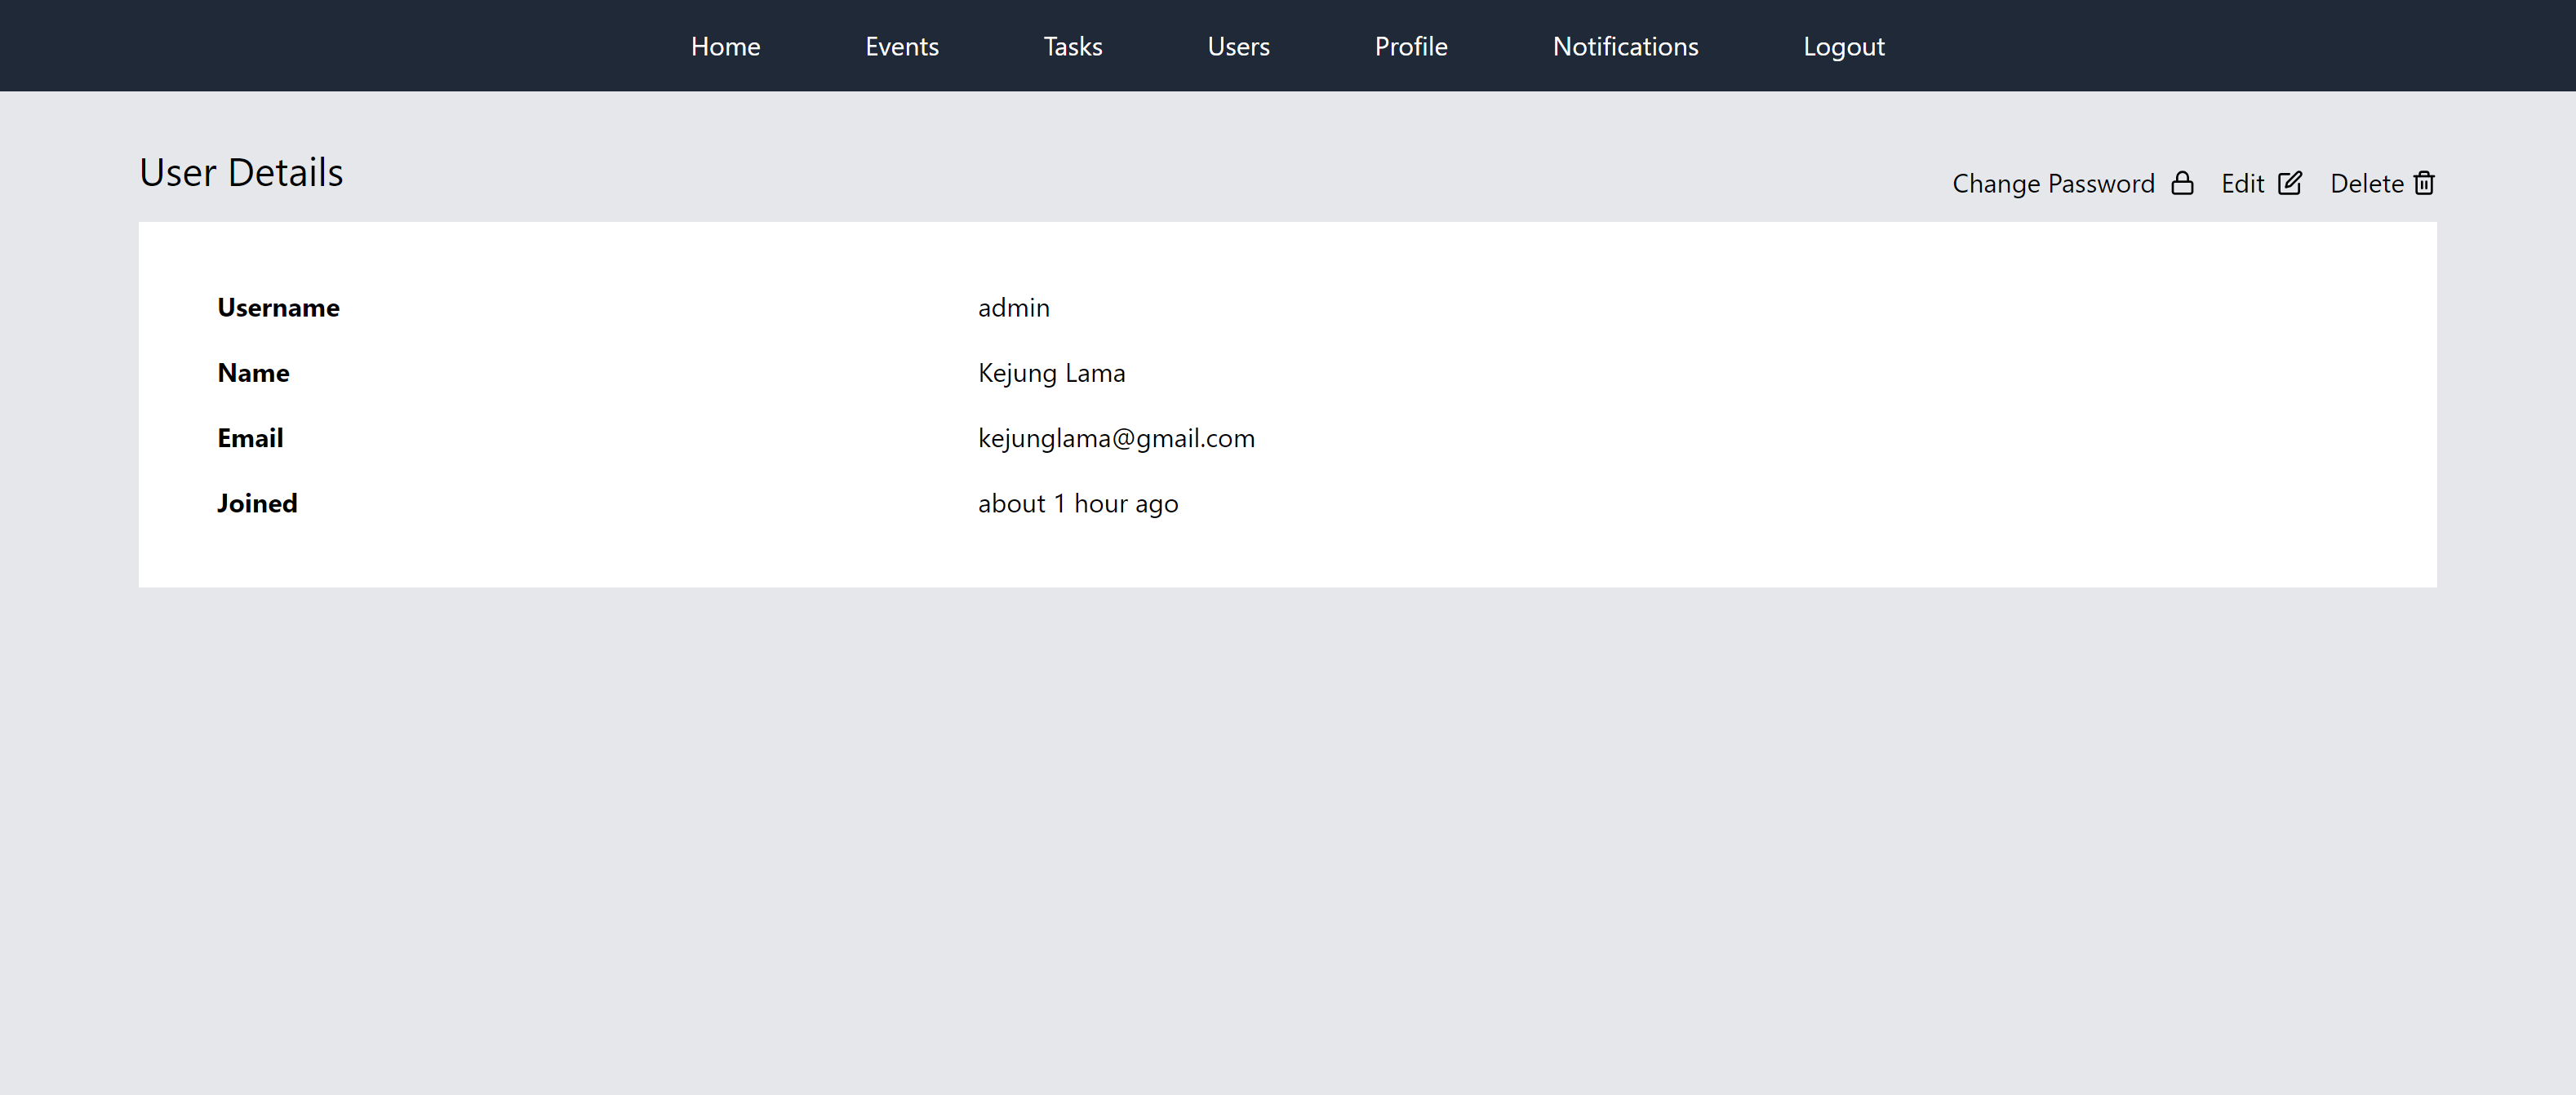 Home Events Tasks Users Profile Notifications Logout
User Details
Change Password Edit Delete
Username admin
Name Kejung Lama
Email kejunglama@gmail.com
Joined about 1 hour ago